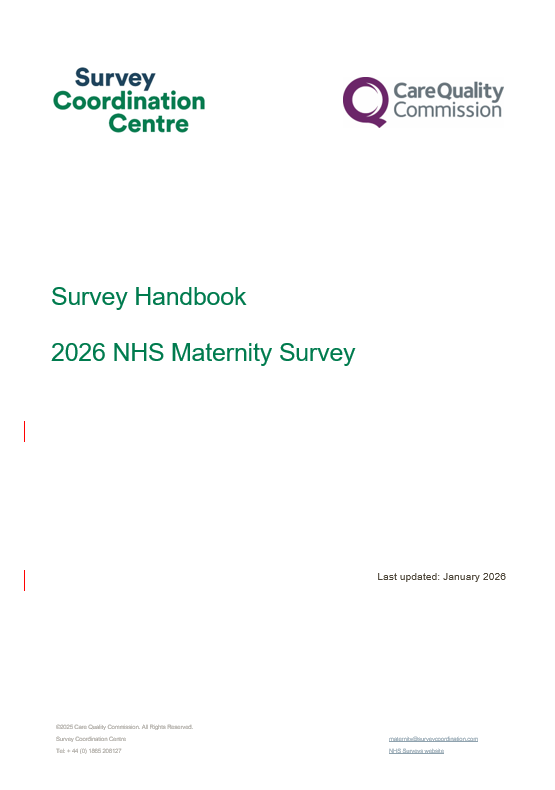 Survey
Coordination
Centre
CareQuality
Commission
Survey Handbook
2026 NHS Maternity Survey
Last updated: January 2026
©2025 Care Quality Commission. All Rights Reserved.
Survey Coordination Centre
maternity@surveycoordination.com
Tel: + 44 (0) 1865 208127
NHS Surveys website